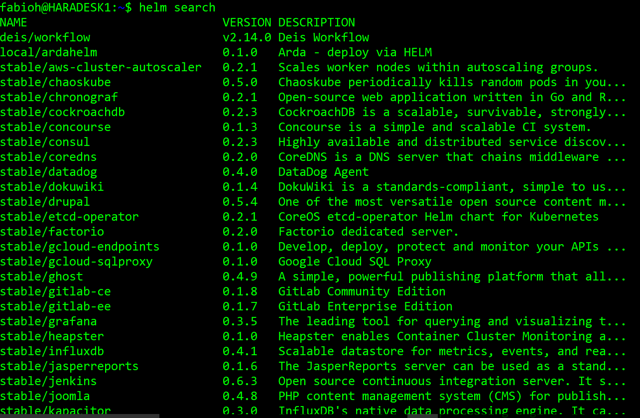 fabioh@HARADESK1:~$ helm search
NAME VERSION DESCRIPTION
deis/workflow v2.14.0 Deis Workflow
local/ardahelm 0.1.0 Arda - deploy via HELM
stable/aws-cluster-autoscaler 0.2.1 Scales worker nodes within autoscaling groups.
stable/chaoskube 0.5.0 Chaoskube periodically kills random pods in you...
stable/chronograf 0.2.1 Open-source web application written in Go and R...
stable/cockroachdb 0.2.3 CockroachDB is a scalable, survivable, strongly...
stable/concourse 0.1.3 Concourse is a simple and scalable CI system.
stable/consul 0.2.3 Highly available and distributed service discov...
stable/coredns 0.2.0 CoreDNS is a DNS server that chains middleware ...
stable/datadog 0.4.0 DataDog Agent
stable/dokuwiki 0.1.4 DokuWiki is a standards-compliant, simple to us...
stable/drupal 0.5.4 One of the most versatile open source content m...
stable/etcd-operator 0.2.1 CoreOS etcd-operator Helm chart for Kubernetes
stable/factorio 0.2.0 Factorio dedicated server.
stable/gcloud-endpoints 0.1.0 Develop, deploy, protect and monitor your APIs ...
stable/gcloud-sqlproxy 0.1.0 Google Cloud SQL Proxy
stable/ghost 0.4.9 A simple, powerful publishing platform that all...
stable/gitlab-ce 0.1.8 GitLab Community Edition
stable/gitlab-ee 0.1.7 GitLab Enterprise Edition
stable/grafana 0.3.5 The leading tool for querying and visualizing t...
stable/heapster 0.1.0 Heapster enables Container Cluster Monitoring a...
stable/influxdb 0.4.1 Scalable datastore for metrics, events, and rea...
stable/jasperreports 0.1.6 The JasperReports server can be used as a stand...
stable/jenkins 0.6.3 Open source continuous integration server. It s...
stable/joomla 0.4.8 PHP content management system (CMS) for publish...
stable/kapacitor 0.3.0 InfluxDB's native data processing engine. It ca...